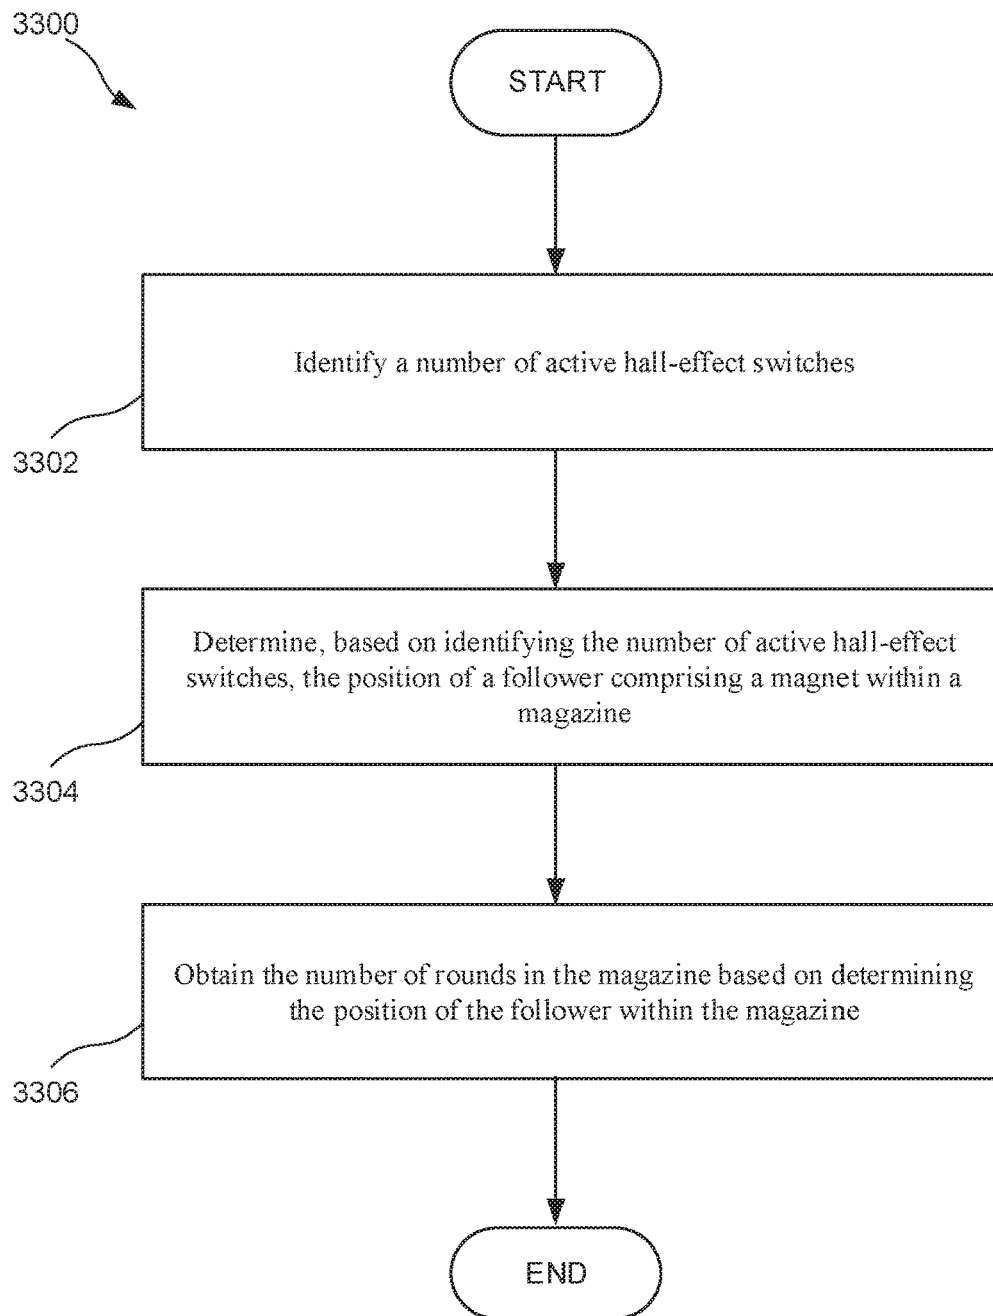 3300
START
Identify a number of active hall-effect switches
3302
Determine, based on identifying the number of active hall-effect
switches, the position of a follower comprising a magnet within a
magazine
3304
Obtain the number of rounds in the magazine based on determining
the position of the follower within the magazine
3306
END